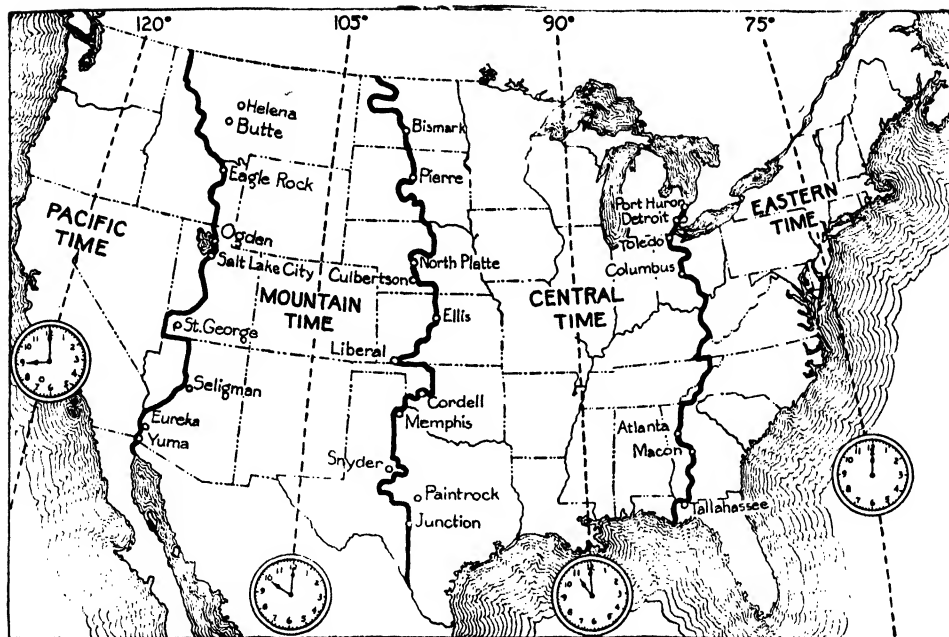 120°
105°
90°
75°
Helena
Butte
Bismark
Eagle Rock
Pierre
Port Huron
Detroit
EASTERN
TIME
PACIFIC
TIME
Ogden
Salt Lake City
Culbertson
North Platte
Toledo
Columbus
MOUNTAIN
TIME
CENTRAL
TIME
St. George
Ellis
Liberal
Seligman
Cordell
Memphis
Eureka
Yuma
Atlanta
Macon
Snyder
Paintrock
Junction
Tallahassee